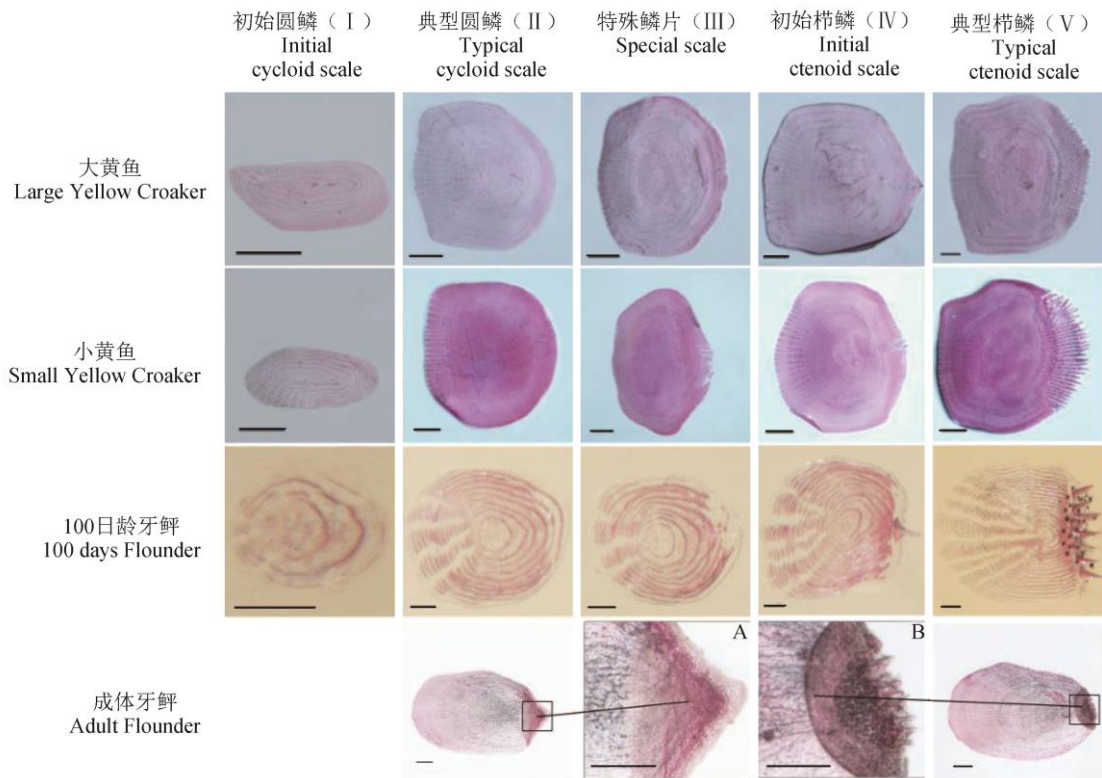 初始圆鳞（Ⅰ）
Initial
cycloid scale
典型圆鳞（Ⅱ）
Typical
cycloid scale
特殊鳞片（Ⅲ）
Special scale
初始栉鳞（Ⅳ）
Initial
ctenoid scale
典型栉鳞（Ⅴ）
Typical
ctenoid scale
大黄鱼
Large Yellow Croaker
小黄鱼
Small Yellow Croaker
100日龄牙鲆
100 days Flounder
成体牙鲆
Adult Flounder
A
B